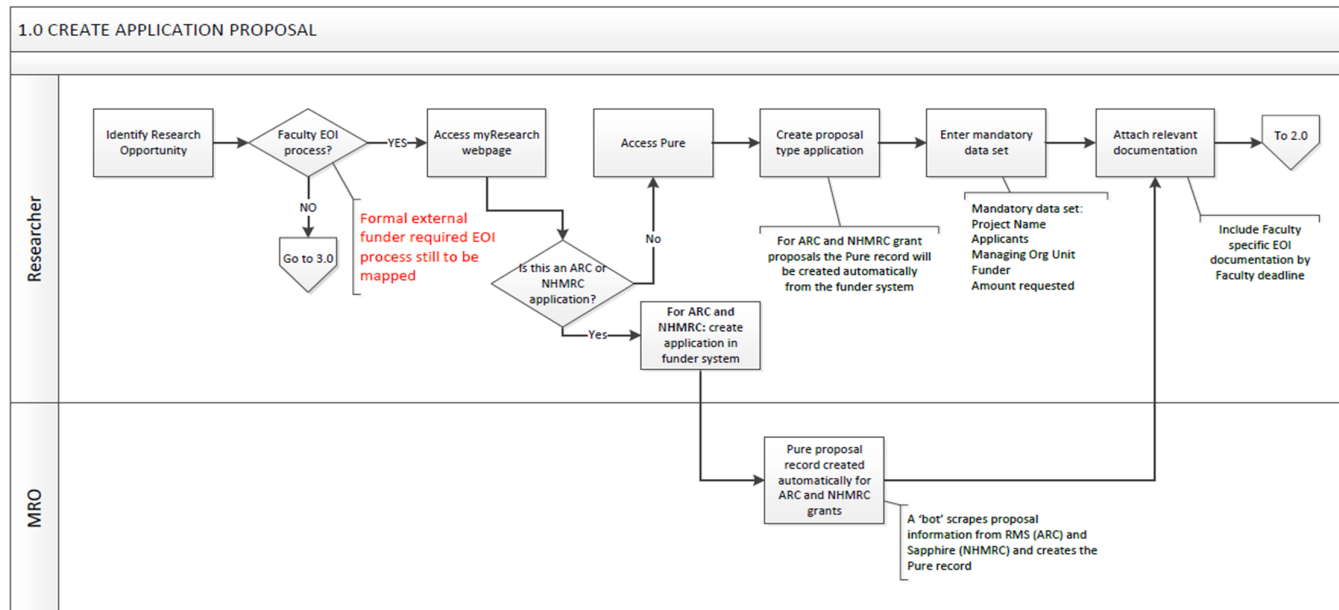 1.0 CREATE APPLICATION PROPOSAL
Researcher
Identify Research
Opportunity
Faculty EOI
process?
YES
NO
Go to 3.0
Formal external
funder required EOI
process still to be
mapped
Access myResearch
webpage
Is this an ARC or
NHMRC
application?
No
Yes
Access Pure
Create proposal
type application
For ARC and NHMRC grant
proposals the Pure record will
be created automatically
from the funder system
Enter mandatory
data set
Mandatory data set:
Project Name
Applicants
Managing Org Unit
Funder
Amount requested
Attach relevant
documentation
Include Faculty
specific EOI
documentation by
Faculty deadline
To 2.0
For ARC and
NHMRC: create
application in
funder system
MRO
Pure proposal
record created
automatically for
ARC and NHMRC
grants
A ‘bot’ scrapes proposal
information from RMS (ARC) and
Sapphire (NHMRC) and creates the
Pure record